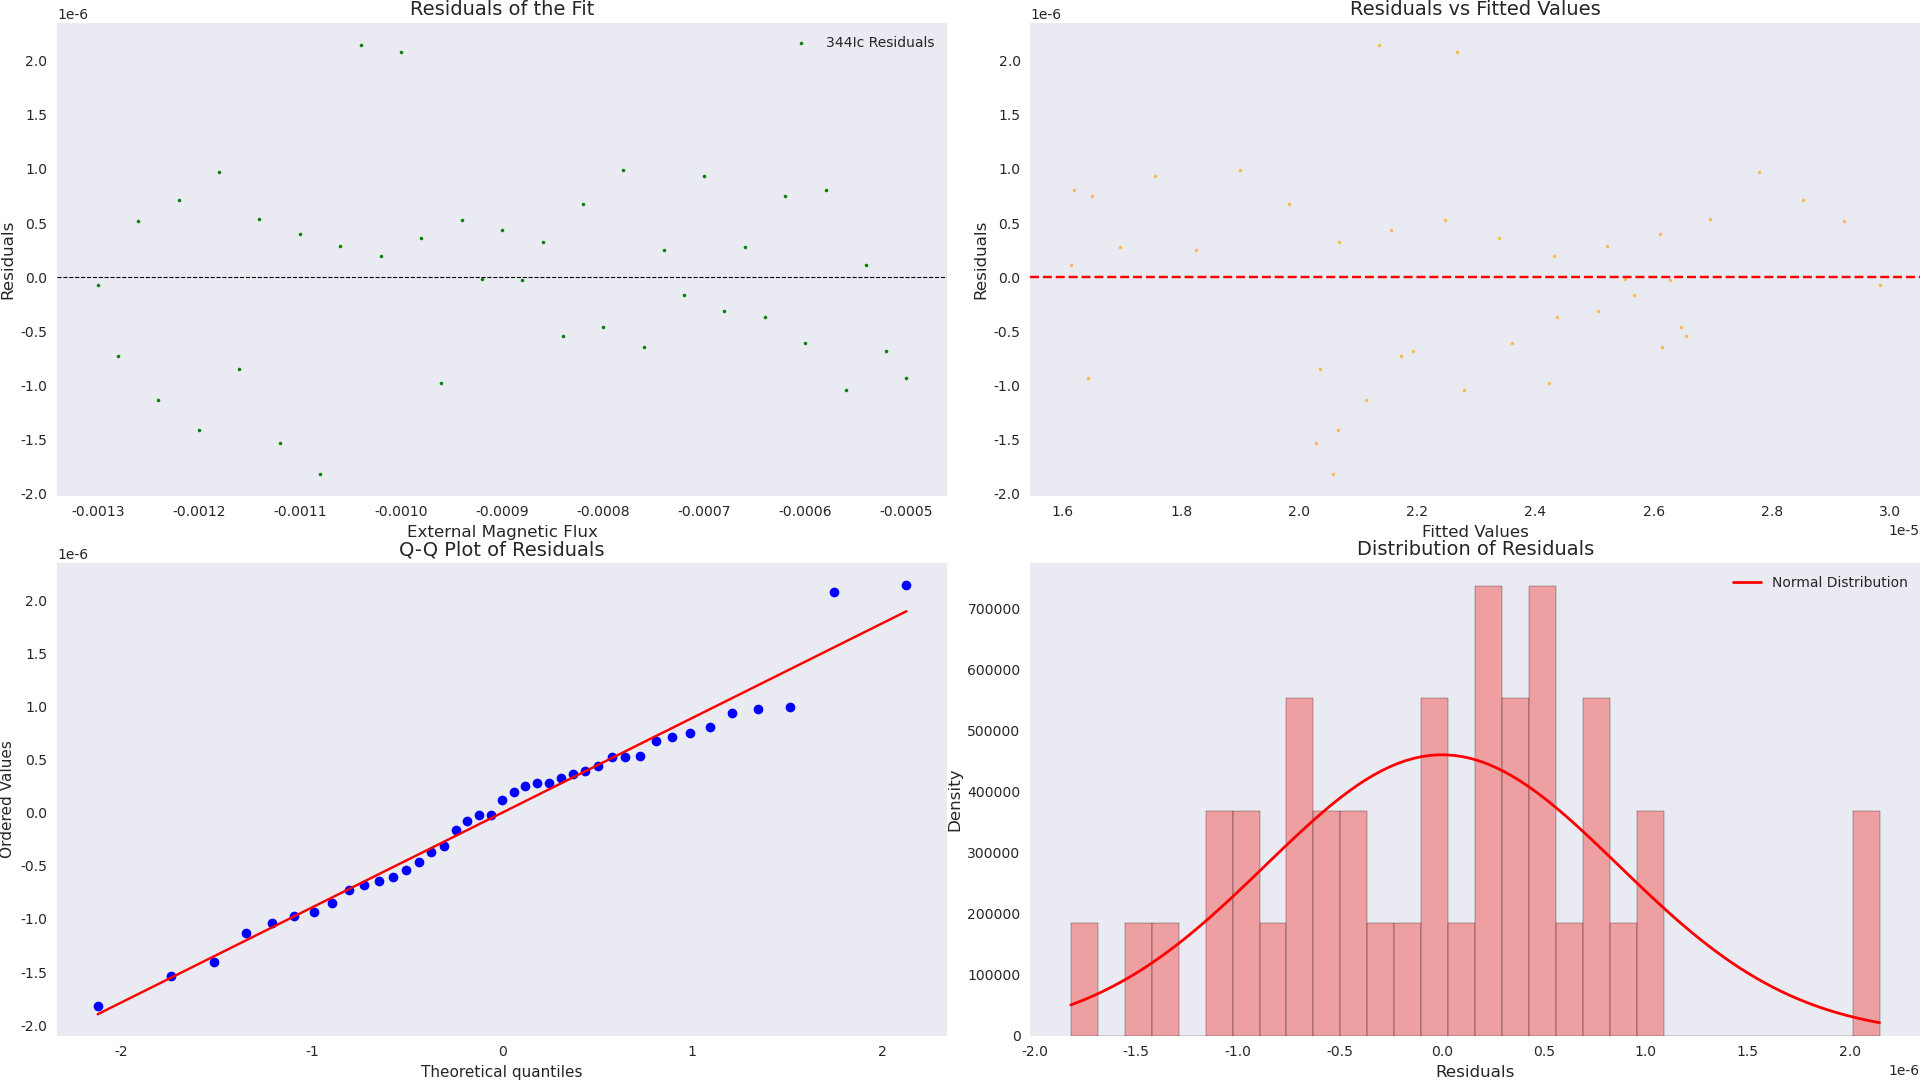 Residuals of the Fit
1e-6
344Ic Residuals
2.0
1.5
1.0
0.5
0.0
-0.5
-1.0
-1.5
-2.0
Residuals
-0.0013 -0.0012 -0.0011 -0.0010 -0.0009 -0.0008 -0.0007 -0.0006 -0.0005
External Magnetic Flux
Residuals vs Fitted Values
1e-6
2.0
1.5
1.0
0.5
0.0
-0.5
-1.0
-1.5
-2.0
Residuals
1.6 1.8 2.0 2.2 2.4 2.6 2.8 3.0
1e-5
Fitted Values
Q-Q Plot of Residuals
1e-6
2.0
1.5
1.0
0.5
0.0
-0.5
-1.0
-1.5
-2.0
Ordered Values
-2 -1 0 1 2
Theoretical quantiles
Distribution of Residuals
Normal Distribution
700000
600000
500000
400000
300000
200000
100000
0
Density
-2.0 -1.5 -1.0 -0.5 0.0 0.5 1.0 1.5 2.0
1e-6
Residuals